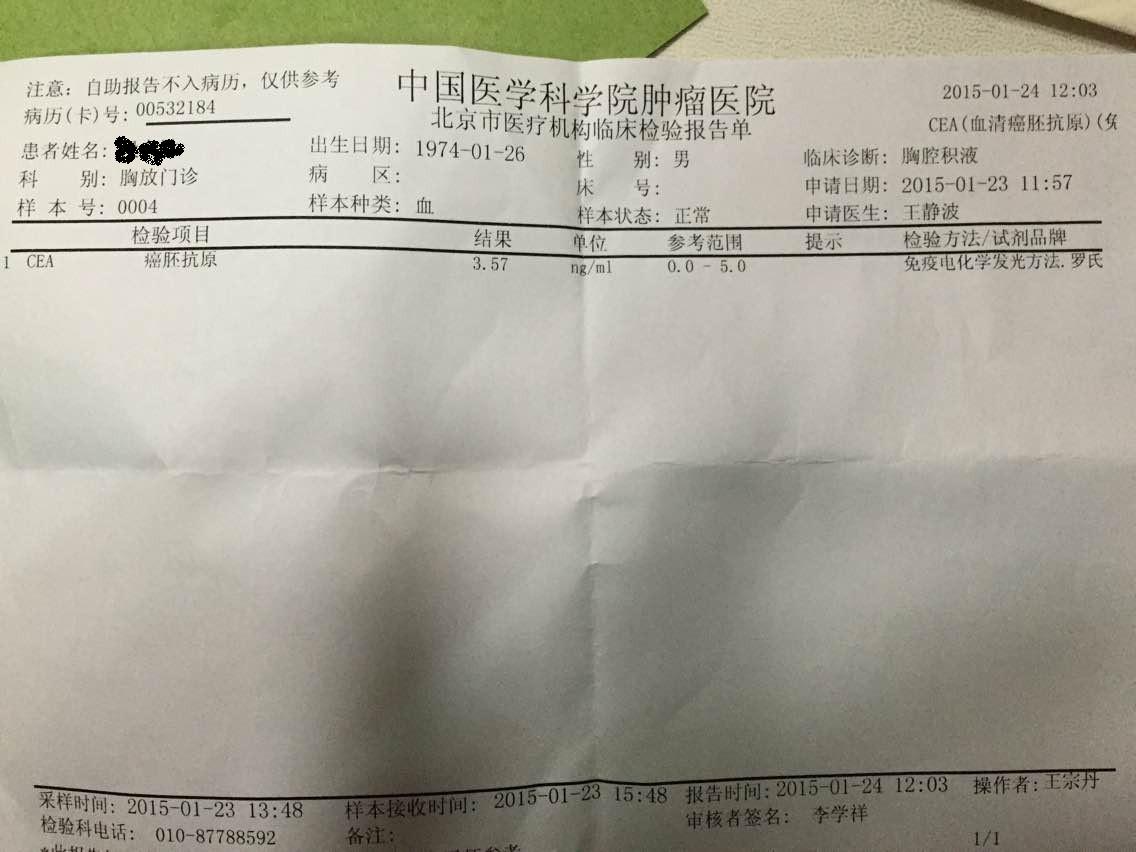 注意: 自助报告不入病历, 仅供参考
中国医学科学院肿瘤医院
2015-01-24 12:03
病历(卡)号: 00532184
北京市医疗机构临床检验报告单
CEA(血清癌胚抗原)(免
患者姓名: 出生日期: 1974-01-26 性 别: 男 临床诊断: 胸腔积液
科 别: 胸放门诊 病 区: 床 号: 申请日期: 2015-01-23 11:57
样 本 号: 0004 样本种类: 血 样本状态: 正常 申请医生: 王静波
检验项目 结果 单位 参考范围 提示 检验方法/试剂品牌
1 CEA 癌胚抗原 3.57 ng/ml 0.0 - 5.0 免疫电化学发光方法.罗氏
采样时间: 2015-01-23 13:48 样本接收时间: 2015-01-23 15:48 报告时间: 2015-01-24 12:03 操作者: 王宗丹
检验科电话: 010-87788592 备注: 审核者签名: 李学祥
1/1